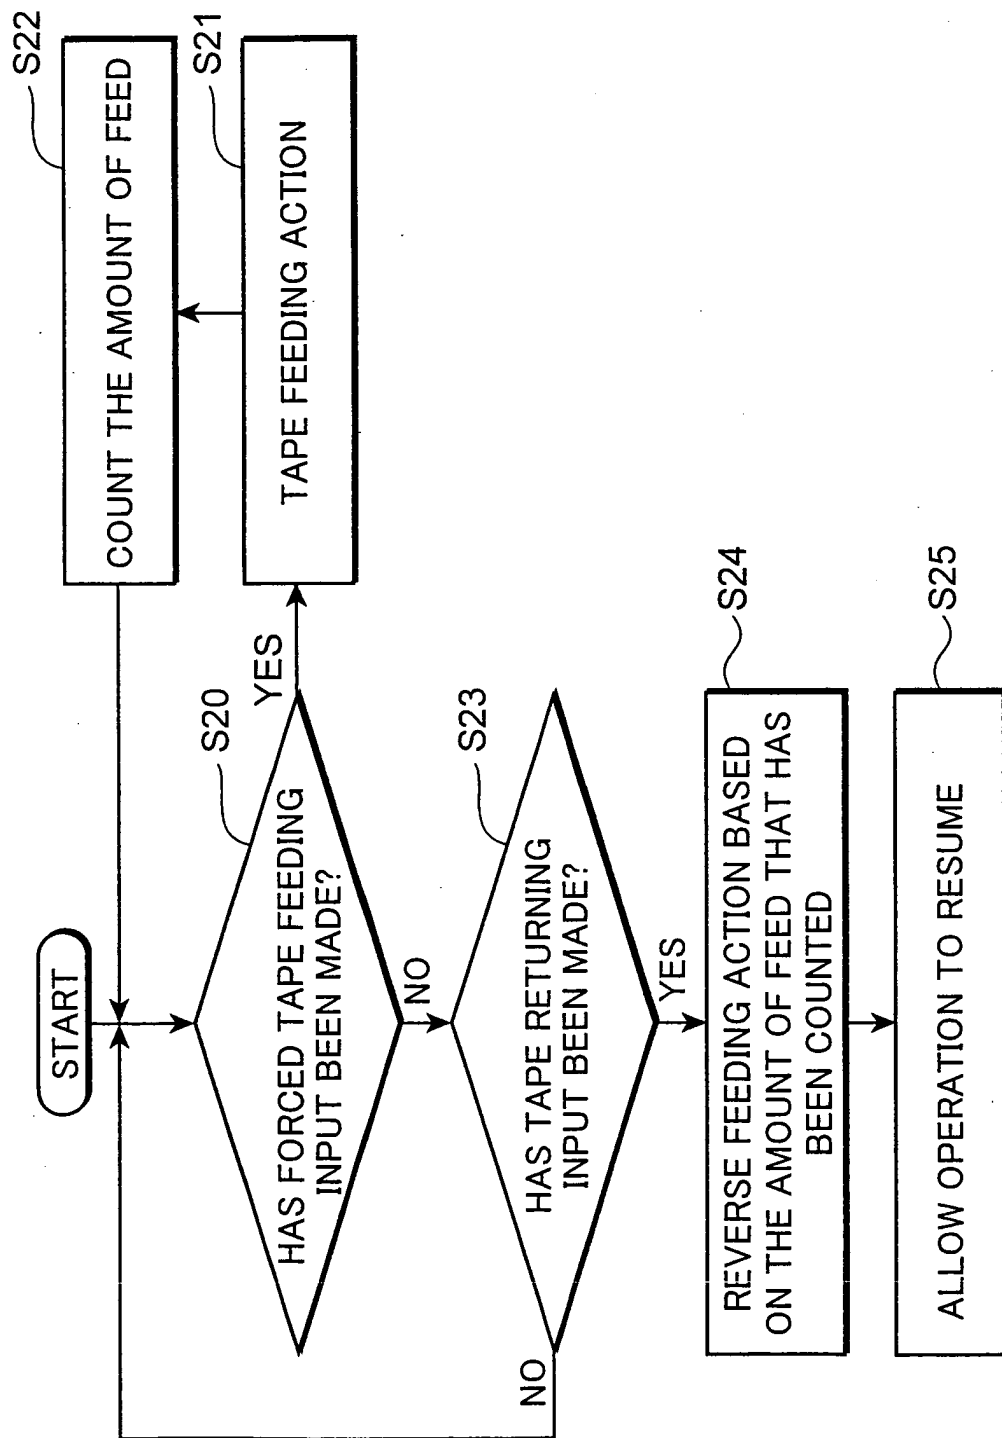 START
HAS FORCED TAPE FEEDING
INPUT BEEN MADE?
S20
YES
NO
TAPE FEEDING ACTION
S21
COUNT THE AMOUNT OF FEED
S22
HAS TAPE RETURNING
INPUT BEEN MADE?
S23
NO
YES
REVERSE FEEDING ACTION BASED
ON THE AMOUNT OF FEED THAT HAS
BEEN COUNTED
S24
ALLOW OPERATION TO RESUME
S25